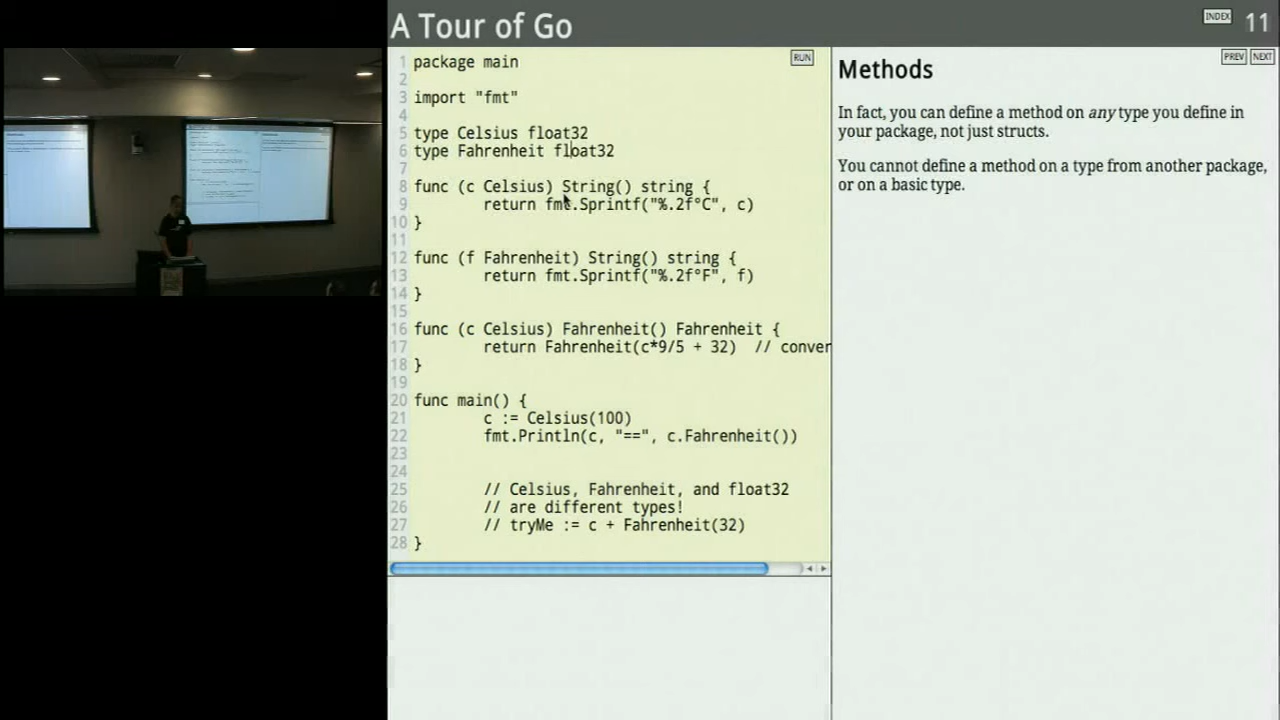 A Tour of Go
INDEX
11
RUN
1 package main
2
3 import "fmt"
4
5 type Celsius float32
6 type Fahrenheit float32
7
8 func (c Celsius) String() string {
9 return fmt.Sprintf("%.2f°C", c)
10 }
11
12 func (f Fahrenheit) String() string {
13 return fmt.Sprintf("%.2f°F", f)
14 }
15
16 func (c Celsius) Fahrenheit() Fahrenheit {
17 return Fahrenheit(c*9/5 + 32) // conver
18 }
19
20 func main() {
21 c := Celsius(100)
22 fmt.Println(c, "==", c.Fahrenheit())
23
24
25 // Celsius, Fahrenheit, and float32
26 // are different types!
27 // tryMe := c + Fahrenheit(32)
28 }
PREV
NEXT
Methods
In fact, you can define a method on any type you define in
your package, not just structs.
You cannot define a method on a type from another package,
or on a basic type.